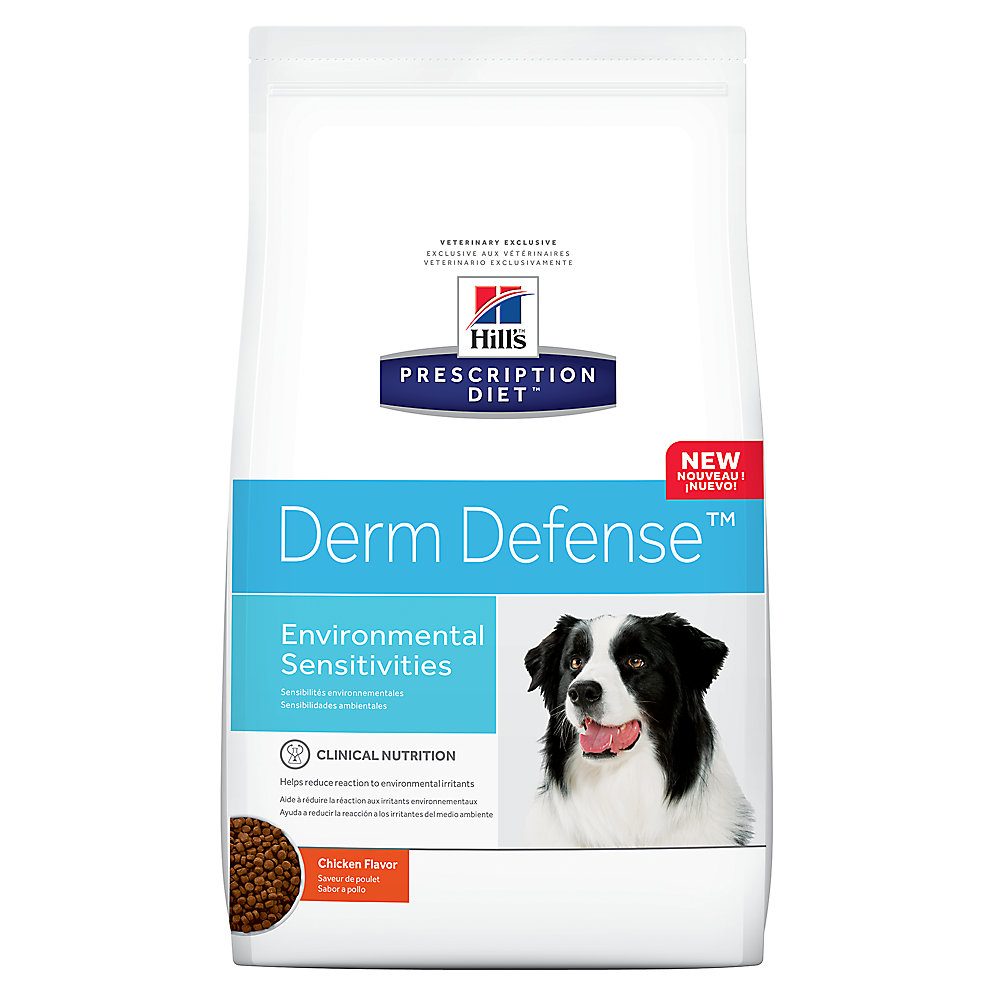 VETERINARY EXCLUSIVE
EXCLUSIVE AUX VÉTÉRINAIRES
VETERINARIO EXCLUSIVAMENTE
Hill's™
PRESCRIPTION
DIET™
NEW
NOUVEAU !
¡NUEVO!
Derm Defense™
Environmental
Sensitivities
Sensibilités environnementales
Sensibilidades ambientales
CLINICAL NUTRITION
Helps reduce reaction to environmental irritants
Aide à réduire la réaction aux irritants environnementaux
Ayuda a reducir la reacción a los irritantes del medio ambiente
Chicken Flavor
Saveur de poulet
Sabor a pollo